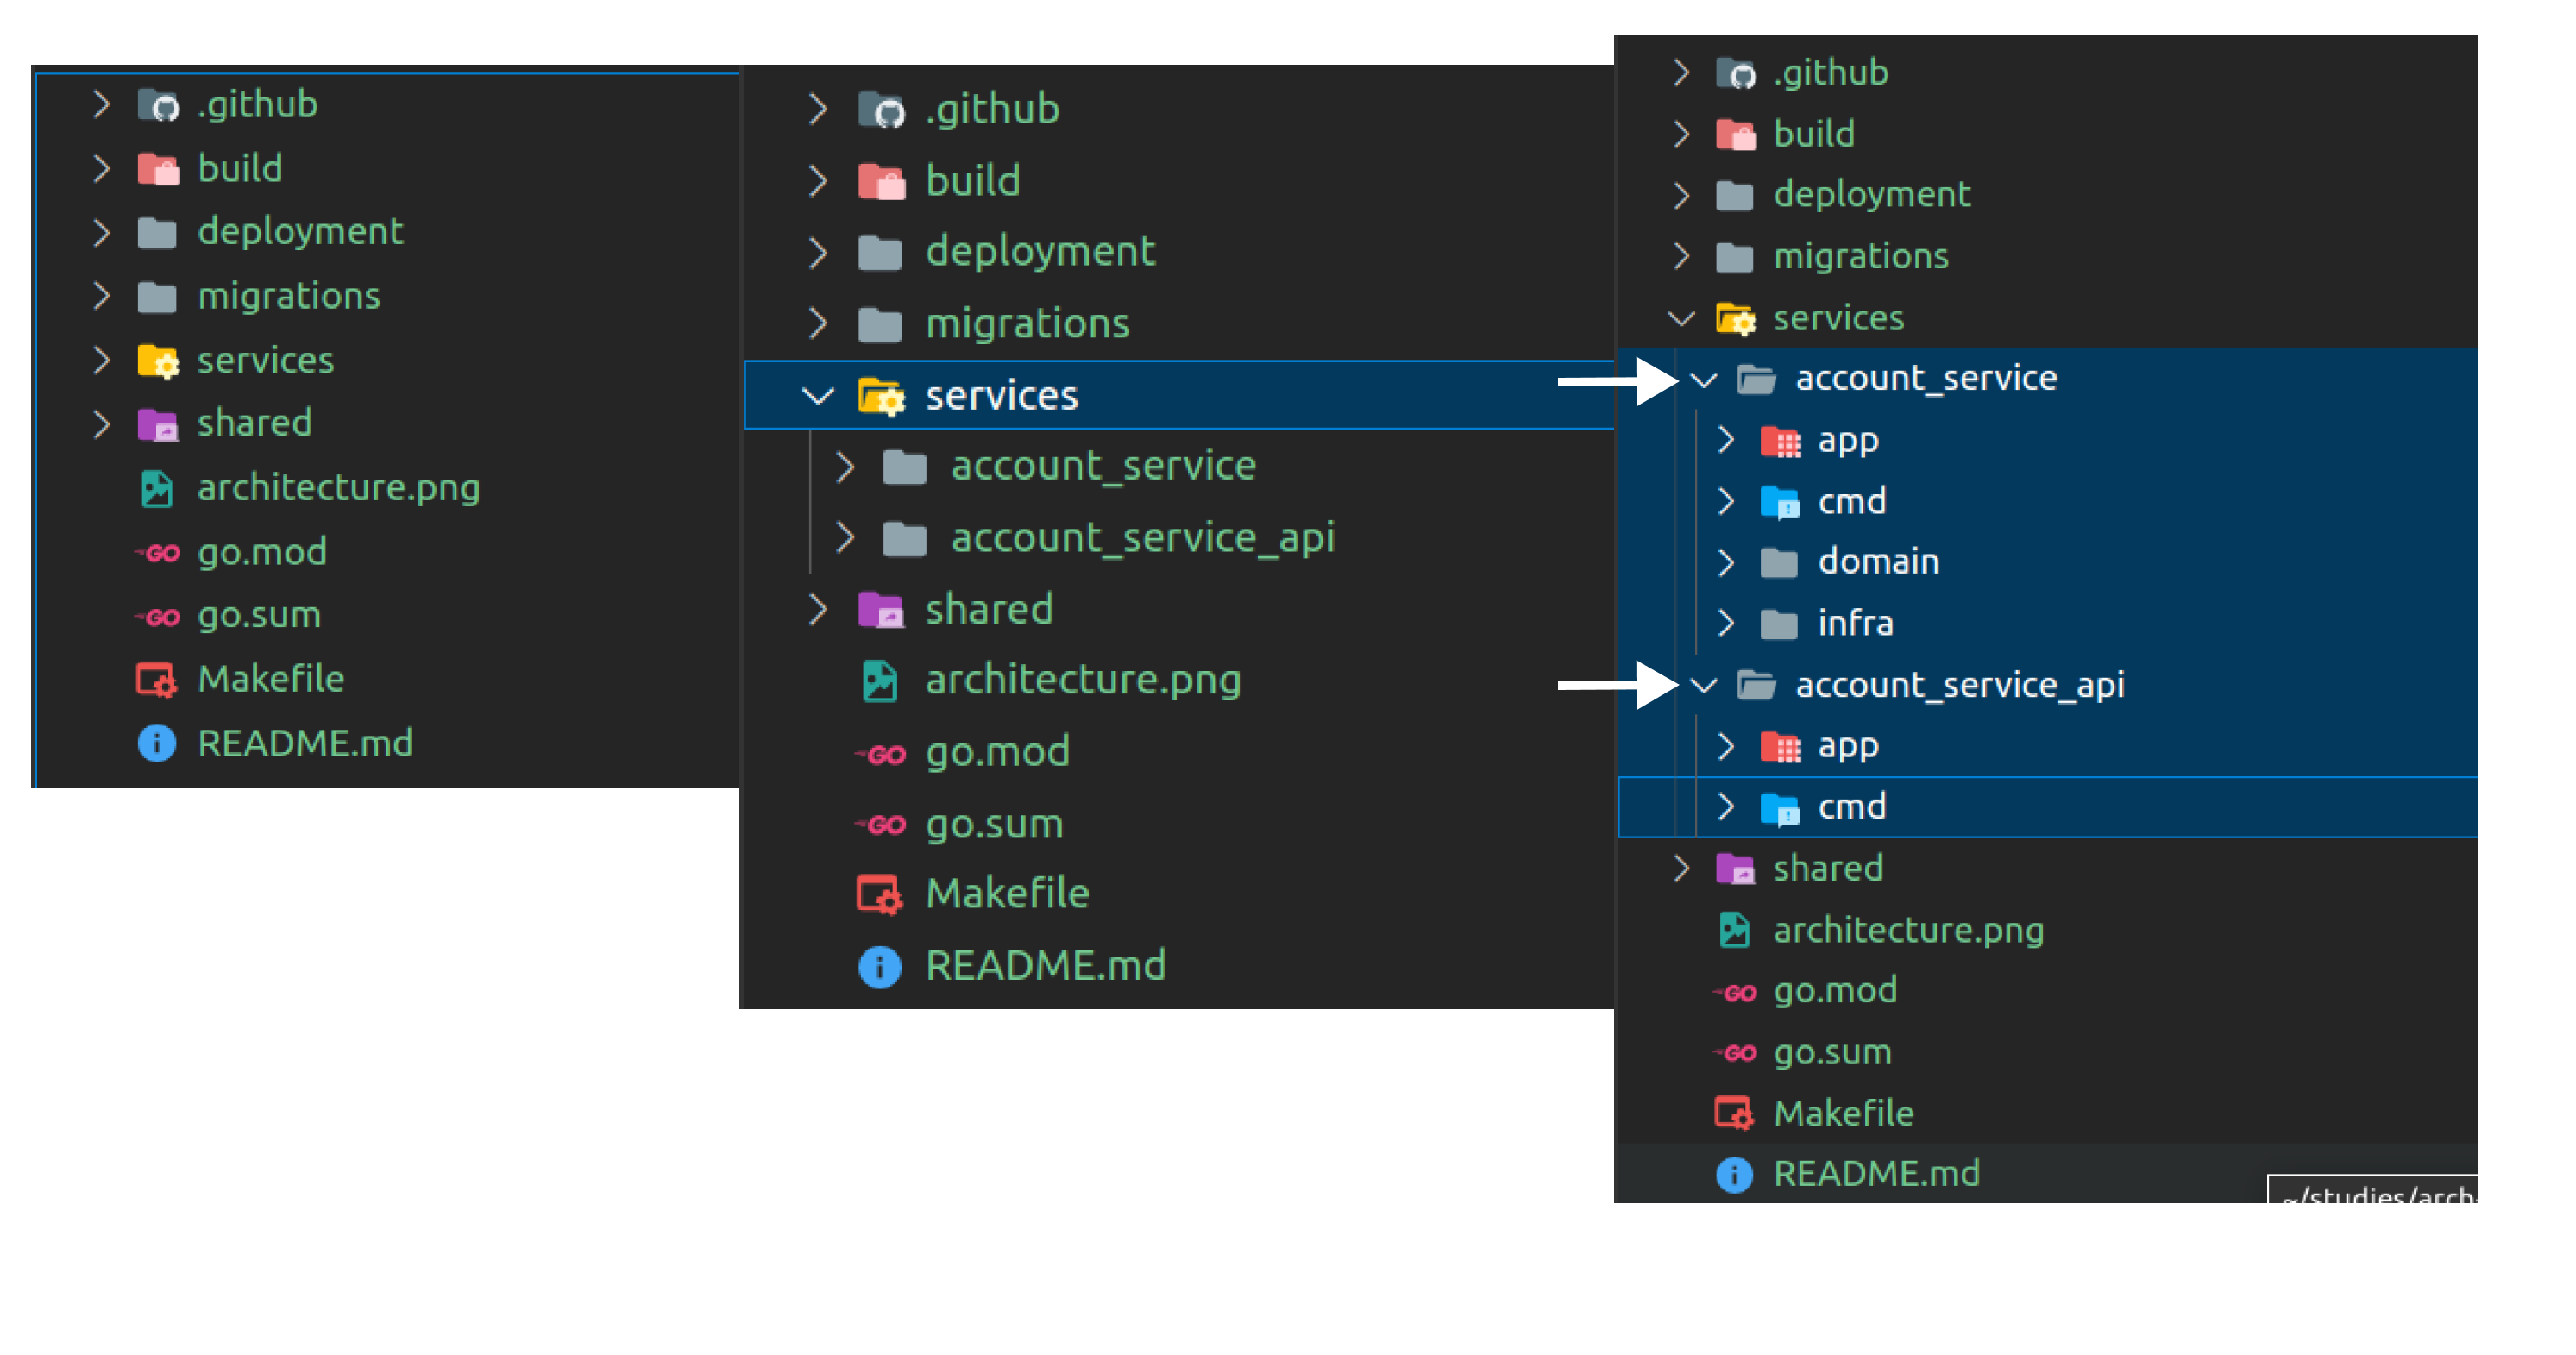 .github
build
deployment
migrations
services
shared
architecture.png
GO go.mod
GO go.sum
Makefile
README.md
.github
build
deployment
migrations
services
account_service
account_service_api
shared
architecture.png
GO go.mod
GO go.sum
Makefile
README.md
.github
build
deployment
migrations
services
account_service
app
cmd
domain
infra
account_service_api
app
cmd
shared
architecture.png
GO go.mod
GO go.sum
Makefile
README.md
~/studies/arch